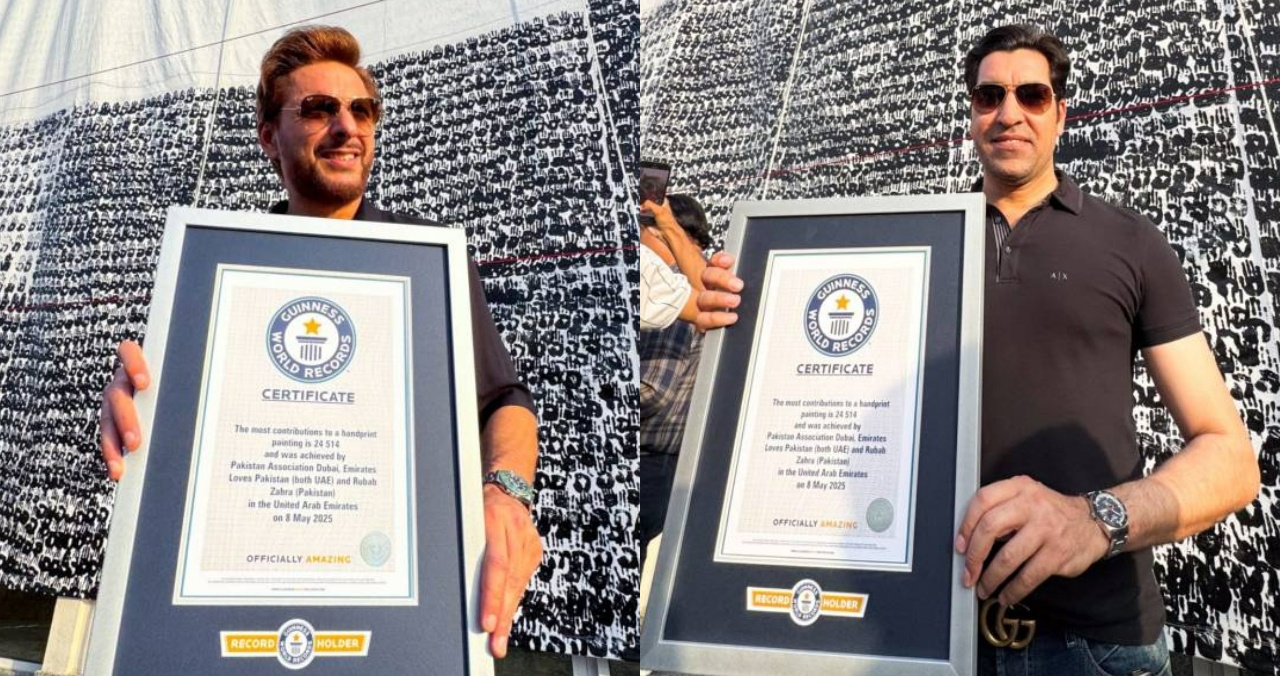 GUINNESS
WORLD RECORDS
CERTIFICATE
The most contributions to a handprint
painting is 24 514
and was achieved by
Pakistan Association Dubai, Emirates
Loves Pakistan (both UAE) and Rubab
Zahra (Pakistan)
in the United Arab Emirates
on 8 May 2025
OFFICIALLY AMAZING
RECORD HOLDER
GUINNESS
WORLD RECORDS
CERTIFICATE
The most contributions to a handprint
painting is 24 514
and was achieved by
Pakistan Association Dubai, Emirates
Loves Pakistan (both UAE) and Rubab
Zahra (Pakistan)
in the United Arab Emirates
on 8 May 2025
OFFICIALLY AMAZING
RECORD HOLDER
A|X